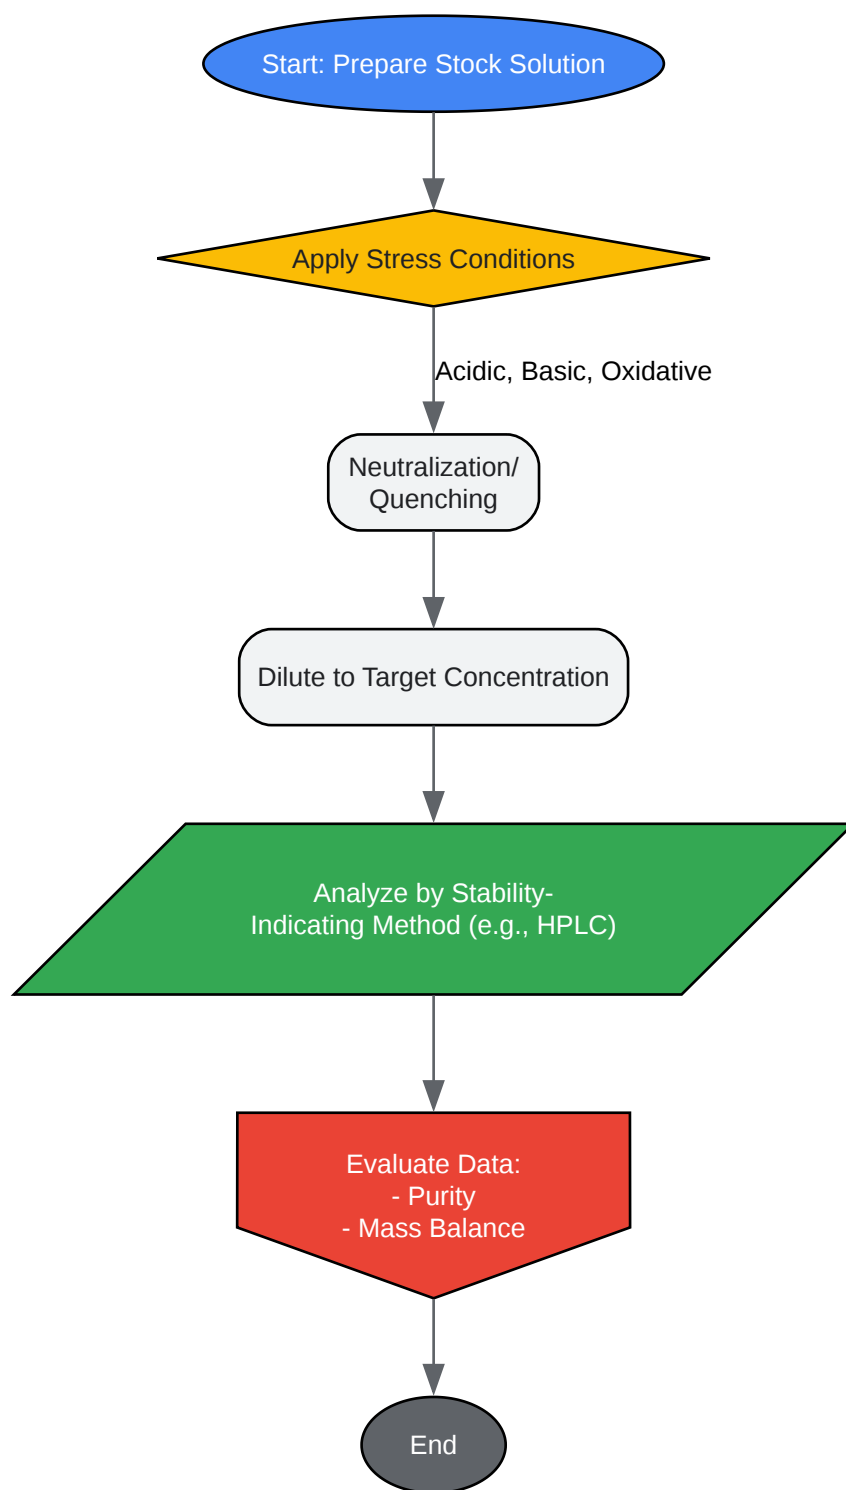 Start: Prepare Stock Solution
Apply Stress Conditions
Acidic, Basic, Oxidative
Neutralization/
Quenching
Dilute to Target Concentration
Analyze by Stability-
Indicating Method (e.g., HPLC)
Evaluate Data:
- Purity
- Mass Balance
End